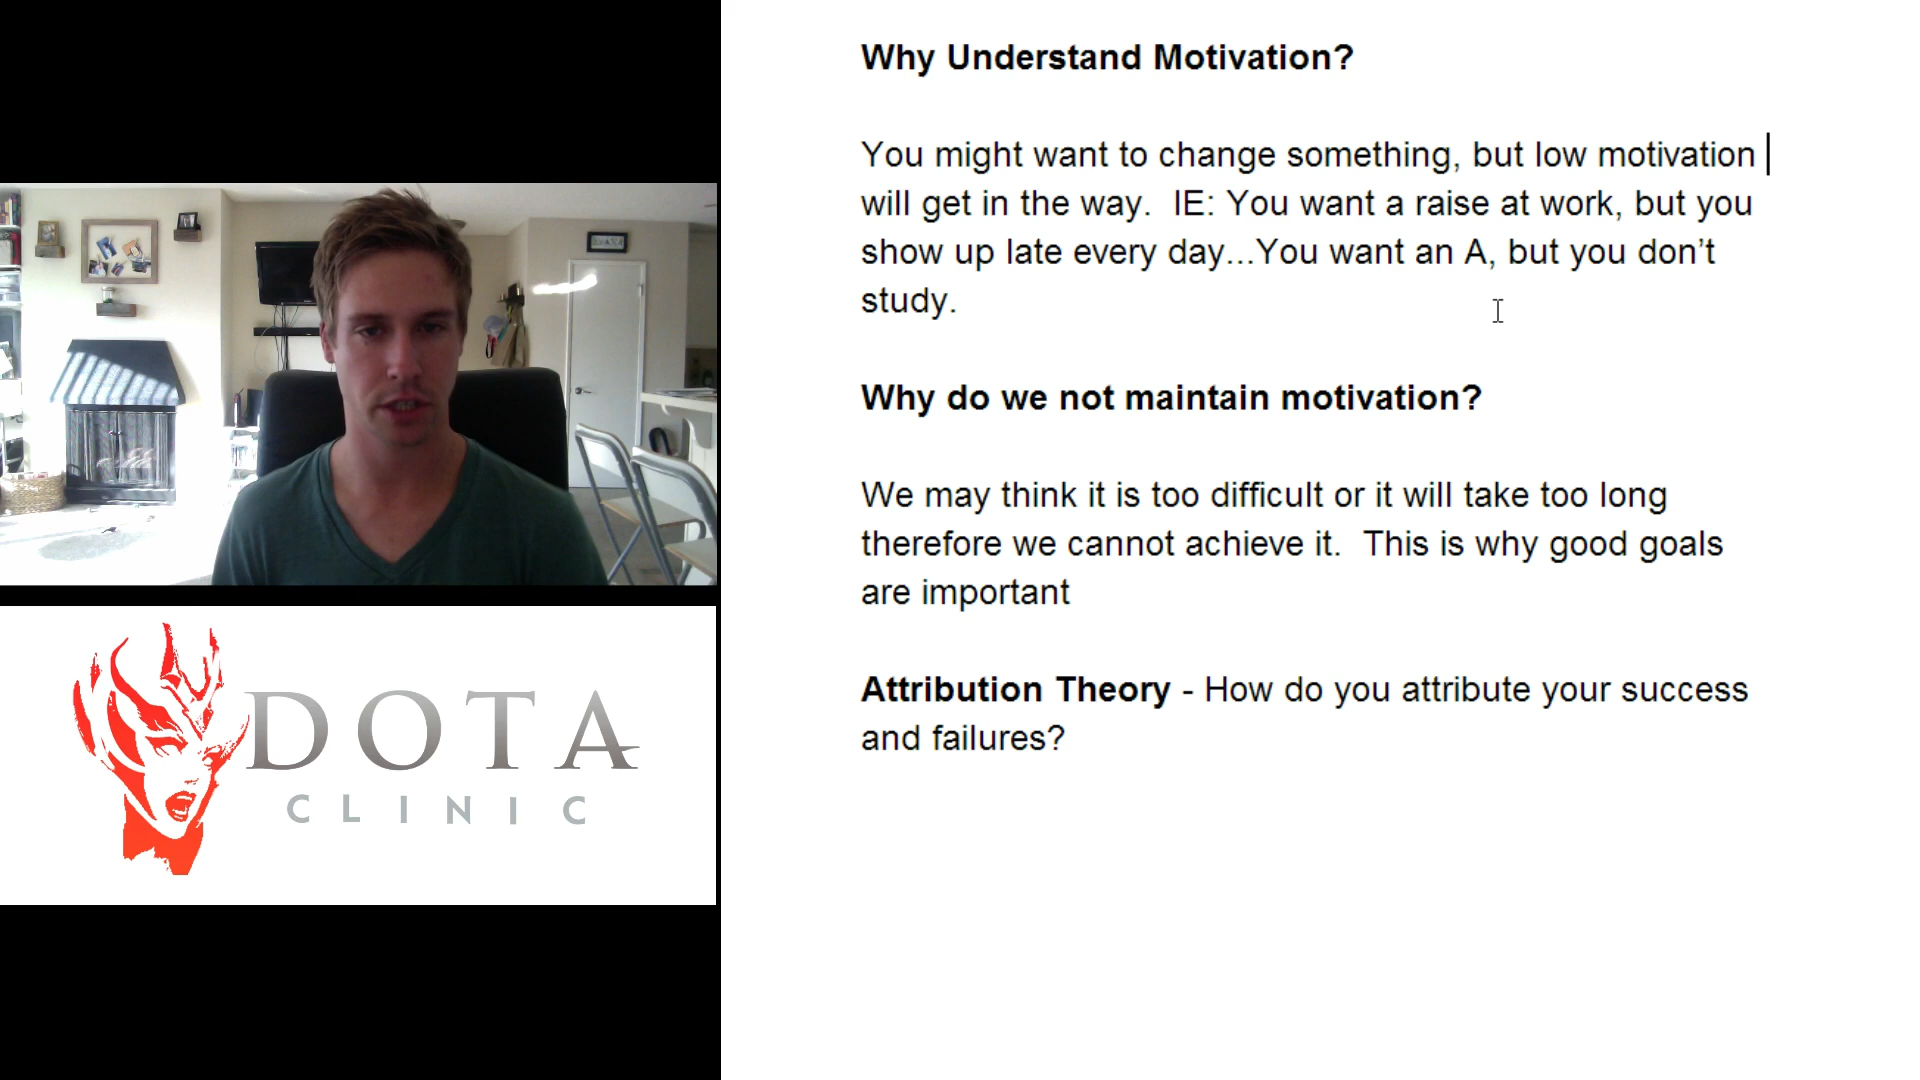 Why Understand Motivation?
You might want to change something, but low motivation
will get in the way.  IE: You want a raise at work, but you
show up late every day...You want an A, but you don’t
study.
Why do we not maintain motivation?
We may think it is too difficult or it will take too long
therefore we cannot achieve it.  This is why good goals
are important
Attribution Theory - How do you attribute your success
and failures?
DOTA
CLINIC